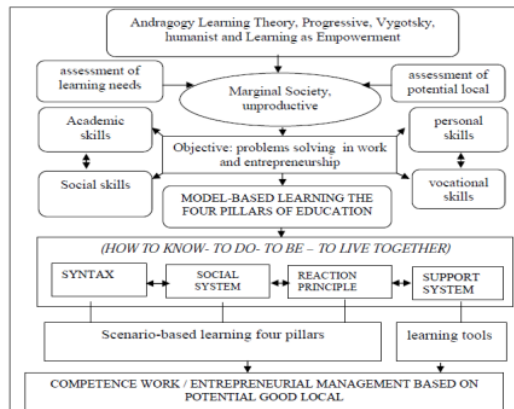 Andragogy Learning Theory, Progressive, Vygotsky,
humanist and Learning as Empowerment
assessment of
learning needs
assessment of
potential local
Marginal Society,
unproductive,
Academic
skills
personal
skills
Objective: problems solving in work
and entrepreneurship
Social skills
vocational
skills
MODEL-BASED LEARNING THE
FOUR PILLARS OF EDUCATION
(HOW TO KNOW- TO DO- TO BE – TO LIVE TOGETHER)
SYNTAX
SOCIAL
SYSTEM
REACTION
PRINCIPLE
SUPPORT
SYSTEM
Scenario-based learning four pillars
learning tools
COMPETENCE WORK / ENTREPRENEURIAL MANAGEMENT BASED ON
POTENTIAL GOOD LOCAL